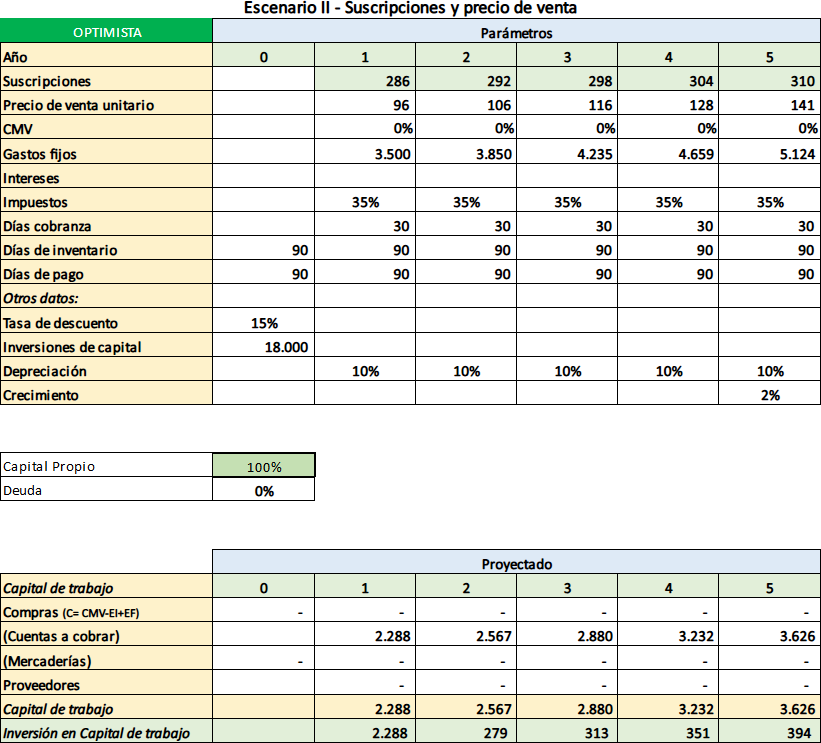 Escenario II - Suscripciones y precio de venta
OPTIMISTA Parámetros
Año 0 1 2 3 4 5
Suscripciones 286 292 298 304 310
Precio de venta unitario 96 106 116 128 141
CMV 0% 0% 0% 0% 0%
Gastos fijos 3.500 3.850 4.235 4.659 5.124
Intereses
Impuestos 35% 35% 35% 35% 35%
Días cobranza 30 30 30 30 30
Días de inventario 90 90 90 90 90 90
Días de pago 90 90 90 90 90 90
Otros datos:
Tasa de descuento 15%
Inversiones de capital 18.000
Depreciación 10% 10% 10% 10% 10%
Crecimiento 2%
Capital Propio 100%
Deuda 0%
Proyectado
Capital de trabajo 0 1 2 3 4 5
Compras (C= CMV-EI+EF) - - - - - -
(Cuentas a cobrar) 2.288 2.567 2.880 3.232 3.626
(Mercaderías) - - - - - -
Proveedores - - - - -
Capital de trabajo 2.288 2.567 2.880 3.232 3.626
Inversión en Capital de trabajo 2.288 279 313 351 394